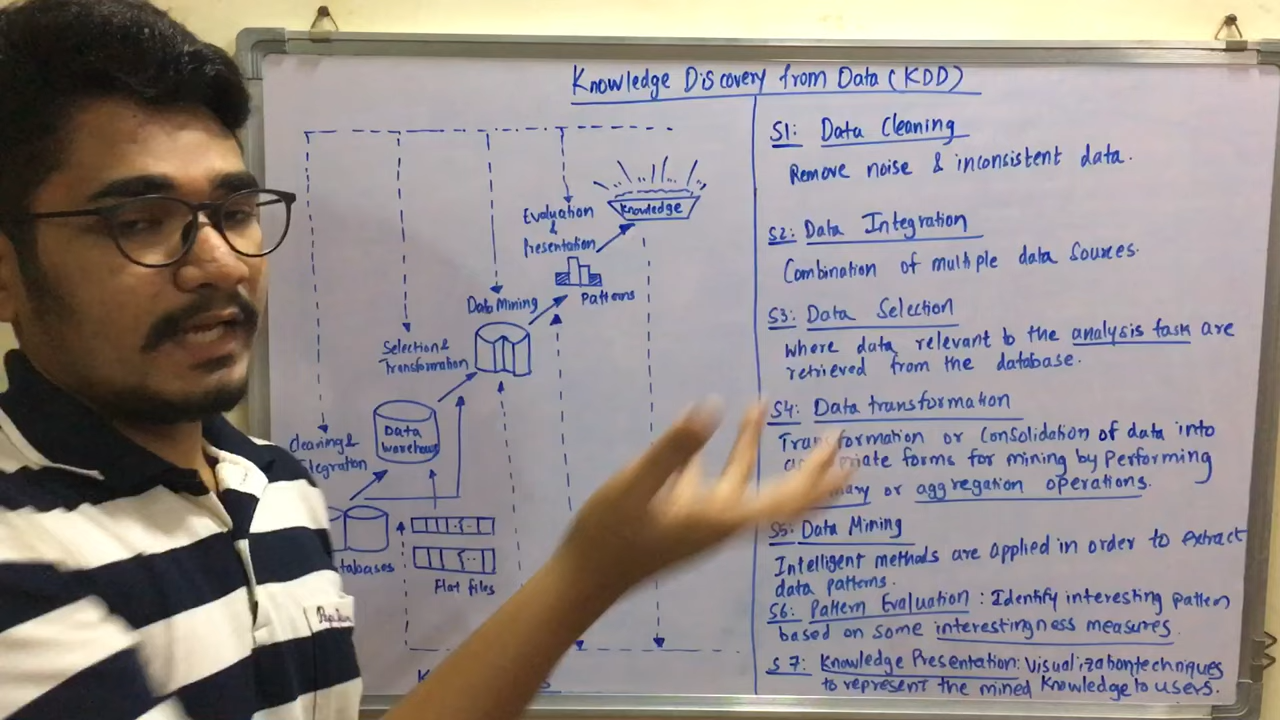 Knowledge Discovery from Data (KDD)
Evaluation
&
Presentation
Knowledge
Patterns
Data Mining
Selection &
Transformation
Data
warehouse
cleaning &
Flat files
S1: Data Cleaning
Remove noise & inconsistent data.
S2: Data Integration
Combination of multiple data sources.
S3: Data Selection
where data relevant to the analysis task are
retrieved from the database.
S4: Data transformation
Transformation or Consolidation of data into
forms for mining by performing
or aggregation operations.
S5: Data Mining
Intelligent methods are applied in order to extract
data patterns.
S6: Pattern Evaluation : Identify interesting pattern
based on some interestingness measures.
S7: Knowledge Presentation: Visualization techniques
to represent the mined knowledge to users.